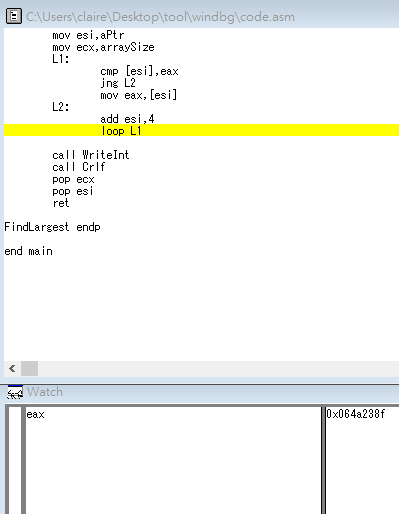 C:\Users\claire\Desktop\tool\windbg\code.asm
mov esi,aPtr
mov ecx,arraySize
L1:
cmp [esi],eax
jng L2
mov eax,[esi]
L2:
add esi,4
loop L1
call WriteInt
call Crlf
pop ecx
pop esi
ret
FindLargest endp
end main
Watch
eax 0x064a238f